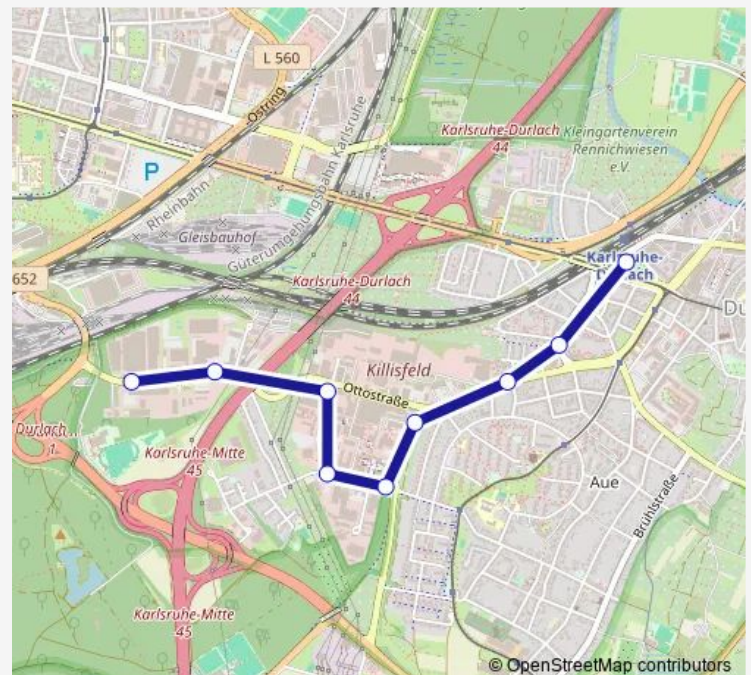 L 560
Ostring
Karlsruhe-Durlach
44
Kleingartenverein
Rennichwiesen
e.V.
P
Rheinbahn
Güterumgehungsbahn Karlsruhe
Gleisbauhof
Karlsruhe-
Durlach
652
Karlsruhe-Durlach
44
Du
Killisfeld
Ottostraße
Durlach
1
Karlsruhe-Mitte
45
Aue
Brühlstraße
Karlsruhe-Mitte
45
© OpenStreetMap contributors